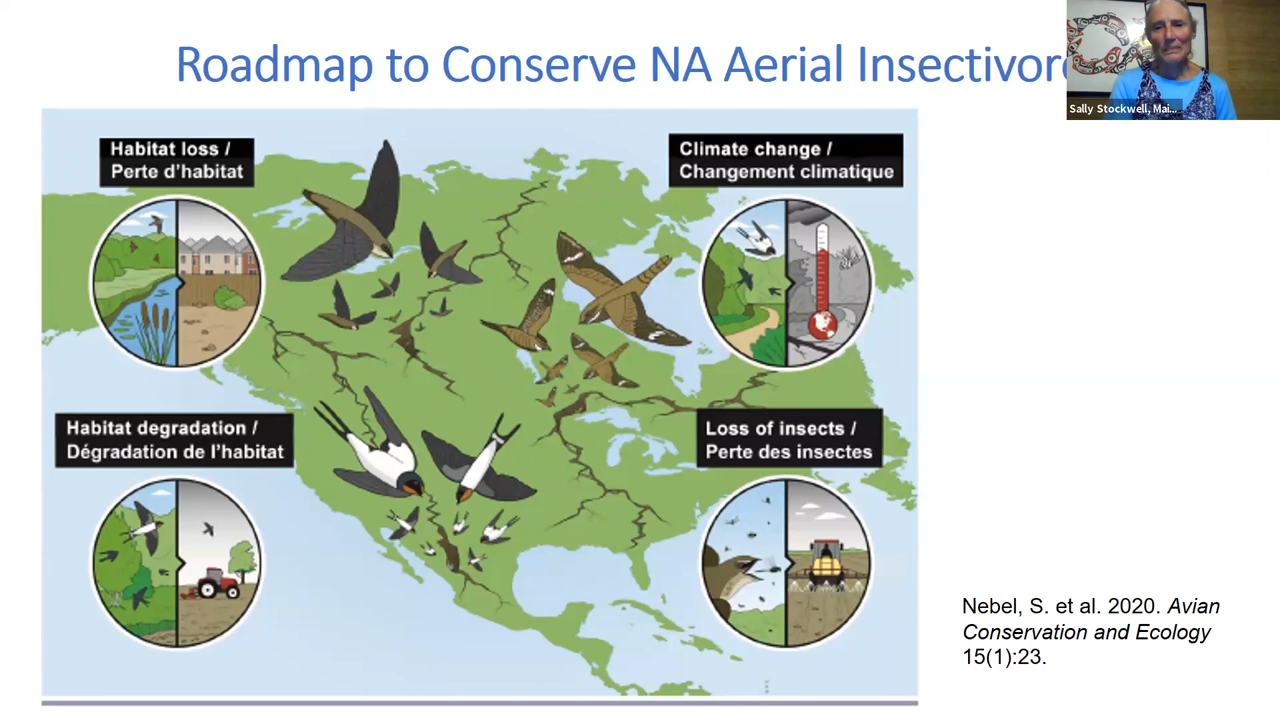 Roadmap to Conserve NA Aerial Insectivor
Sally Stockwell, Mai...
Habitat loss /
Perte d'habitat
Climate change /
Changement climatique
Habitat degradation /
Dégradation de l'habitat
Loss of insects /
Perte des insectes
Nebel, S. et al. 2020. Avian
Conservation and Ecology
15(1):23.